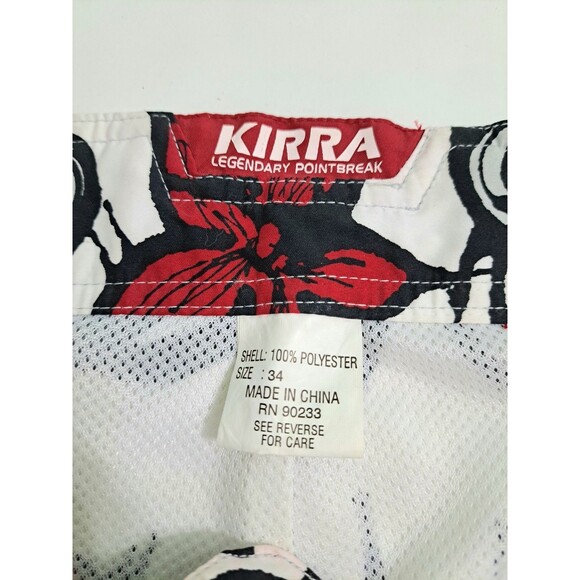 KIRRA
LEGENDARY POINTBREAK
SHELL: 100% POLYESTER
SIZE : 34
MADE IN CHINA
RN 90233
SEE REVERSE
FOR CARE